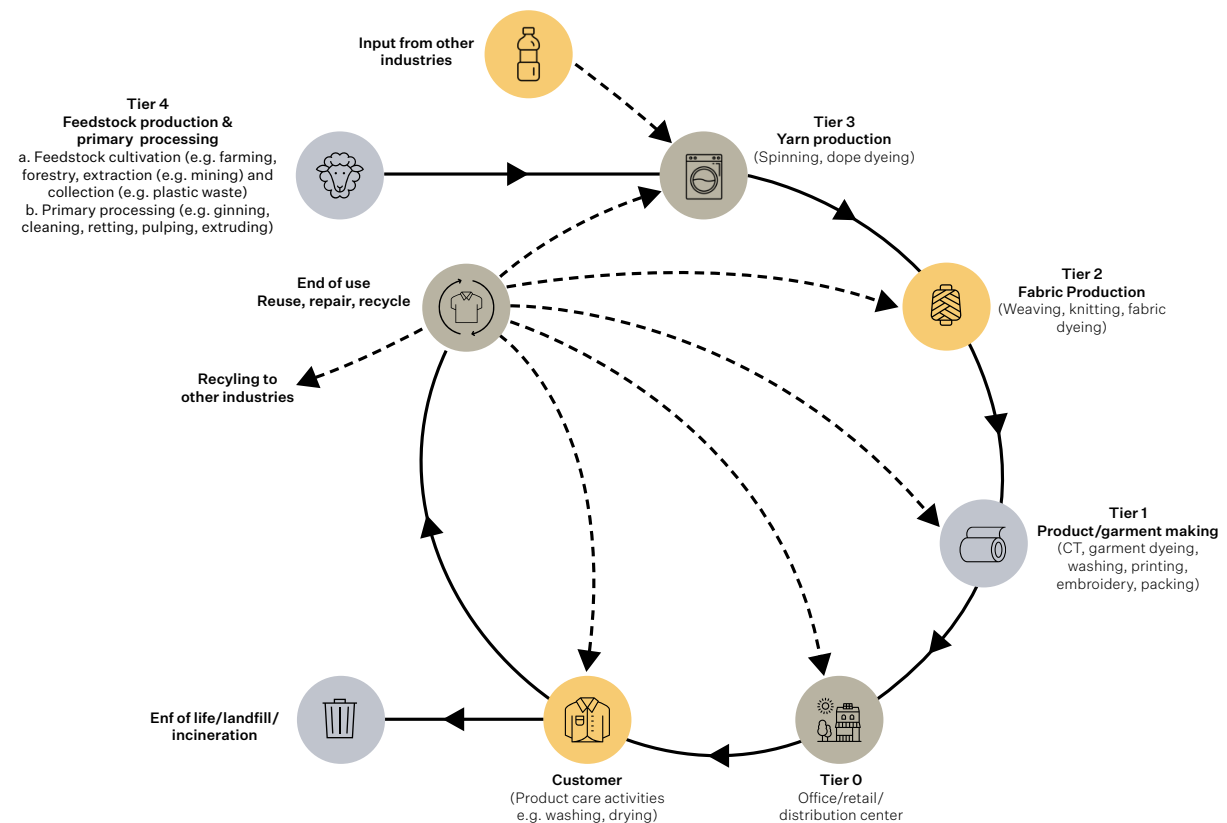 Input from other
industries
Tier 4
Feedstock production &
primary processing
a. Feedstock cultivation (e.g. farming,
forestry, extraction (e.g. mining) and
collection (e.g. plastic waste)
b. Primary processing (e.g. ginning,
cleaning, retting, pulping, extruding)
Tier 3
Yarn production
(Spinning, dope dyeing)
End of use
Reuse, repair, recycle
Tier 2
Fabric Production
(Weaving, knitting, fabric
dyeing)
Recyling to
other industries
Tier 1
Product/garment making
(CT, garment dyeing,
washing, printing,
embroidery, packing)
Enf of life/landfill/
incineration
Customer
(Product care activities
e.g. washing, drying)
Tier 0
Office/retail/
distribution center